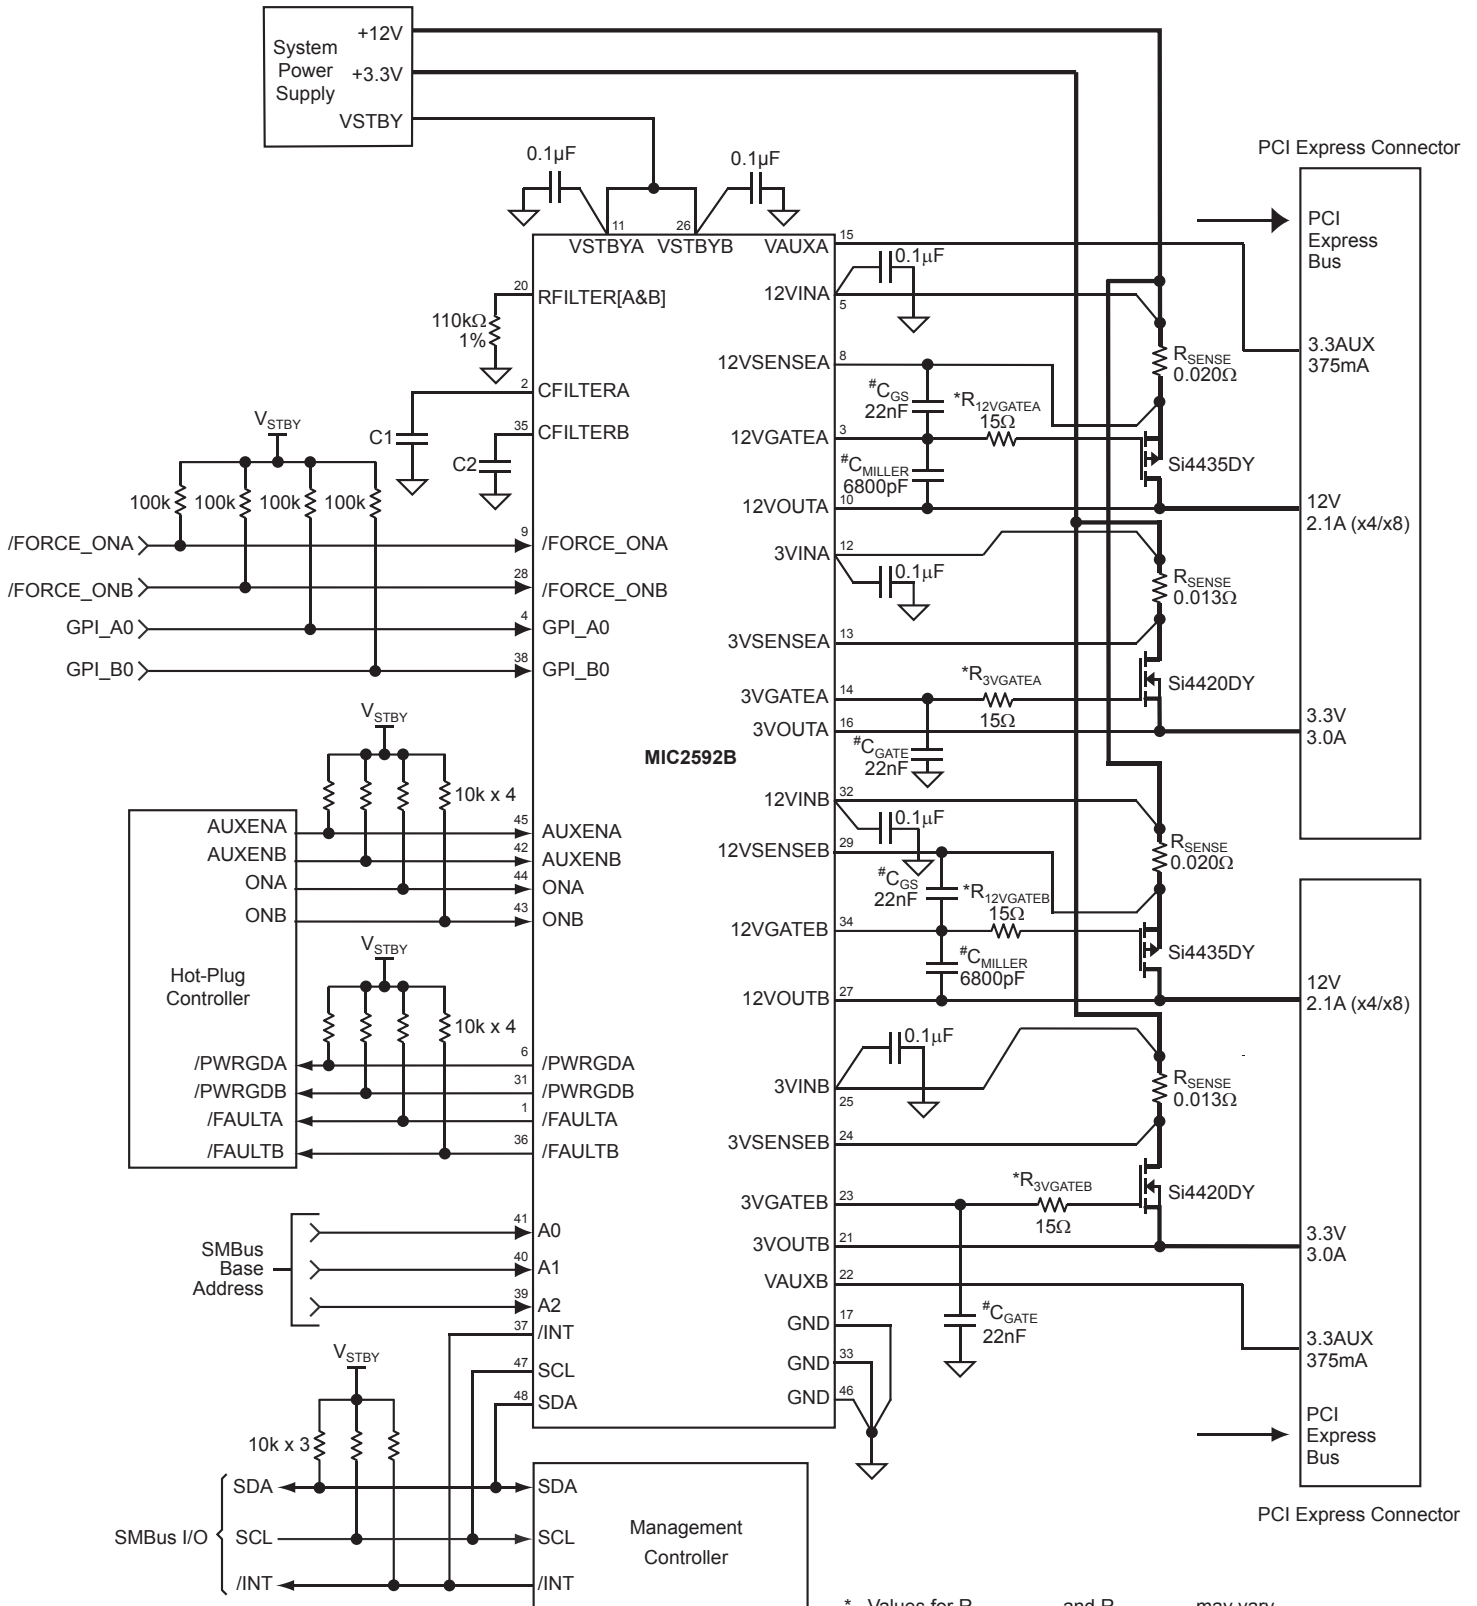 System
Power
Supply
+12V
+3.3V
VSTBY
PCI Express Connector
0.1µF
0.1µF
11
26
VSTBYA
VSTBYB
VAUXA
15
PCI
Express
Bus
20
RFILTER[A&B]
110kΩ
1%
12VINA
5
0.1µF
3.3AUX
375mA
RSENSE
0.020Ω
2
CFILTERA
12VSENSEA
8
#CGS
22nF
*R12VGATEA
15Ω
VSTBY
C1
35
CFILTERB
C2
12VGATEA
3
#CMILLER
6800pF
Si4435DY
100k
100k
100k
100k
12VOUTA
10
12V
2.1A (x4/x8)
/FORCE_ONA
9
/FORCE_ONA
3VINA
12
0.1µF
RSENSE
0.013Ω
/FORCE_ONB
28
/FORCE_ONB
GPI_A0
4
GPI_A0
3VSENSEA
13
GPI_B0
38
GPI_B0
3VGATEA
14
*R3VGATEA
15Ω
Si4420DY
VSTBY
3VOUTA
16
#CGATE
22nF
3.3V
3.0A
MIC2592B
10k x 4
12VINB
32
0.1µF
AUXENA
45
AUXENA
AUXENB
42
AUXENB
12VSENSEB
29
RSENSE
0.020Ω
ONA
44
ONA
#CGS
22nF
*R12VGATEB
15Ω
ONB
43
ONB
12VGATEB
34
#CMILLER
6800pF
Si4435DY
VSTBY
Hot-Plug
Controller
10k x 4
12VOUTB
27
12V
2.1A (x4/x8)
/PWRGDA
6
/PWRGDA
0.1µF
/PWRGDB
31
/PWRGDB
3VINB
25
RSENSE
0.013Ω
/FAULTA
1
/FAULTA
/FAULTB
36
/FAULTB
3VSENSEB
24
3VGATEB
23
*R3VGATEB
15Ω
Si4420DY
SMBus
Base
Address
41
A0
40
A1
39
A2
3VOUTB
21
3.3V
3.0A
VAUXB
22
#CGATE
22nF
37
/INT
GND
17
3.3AUX
375mA
VSTBY
47
SCL
GND
33
48
SDA
GND
46
10k x 3
PCI
Express
Bus
SMBus I/O
SDA
SDA
SCL
SCL
/INT
/INT
Management
Controller
PCI Express Connector
* Values for R and R may vary